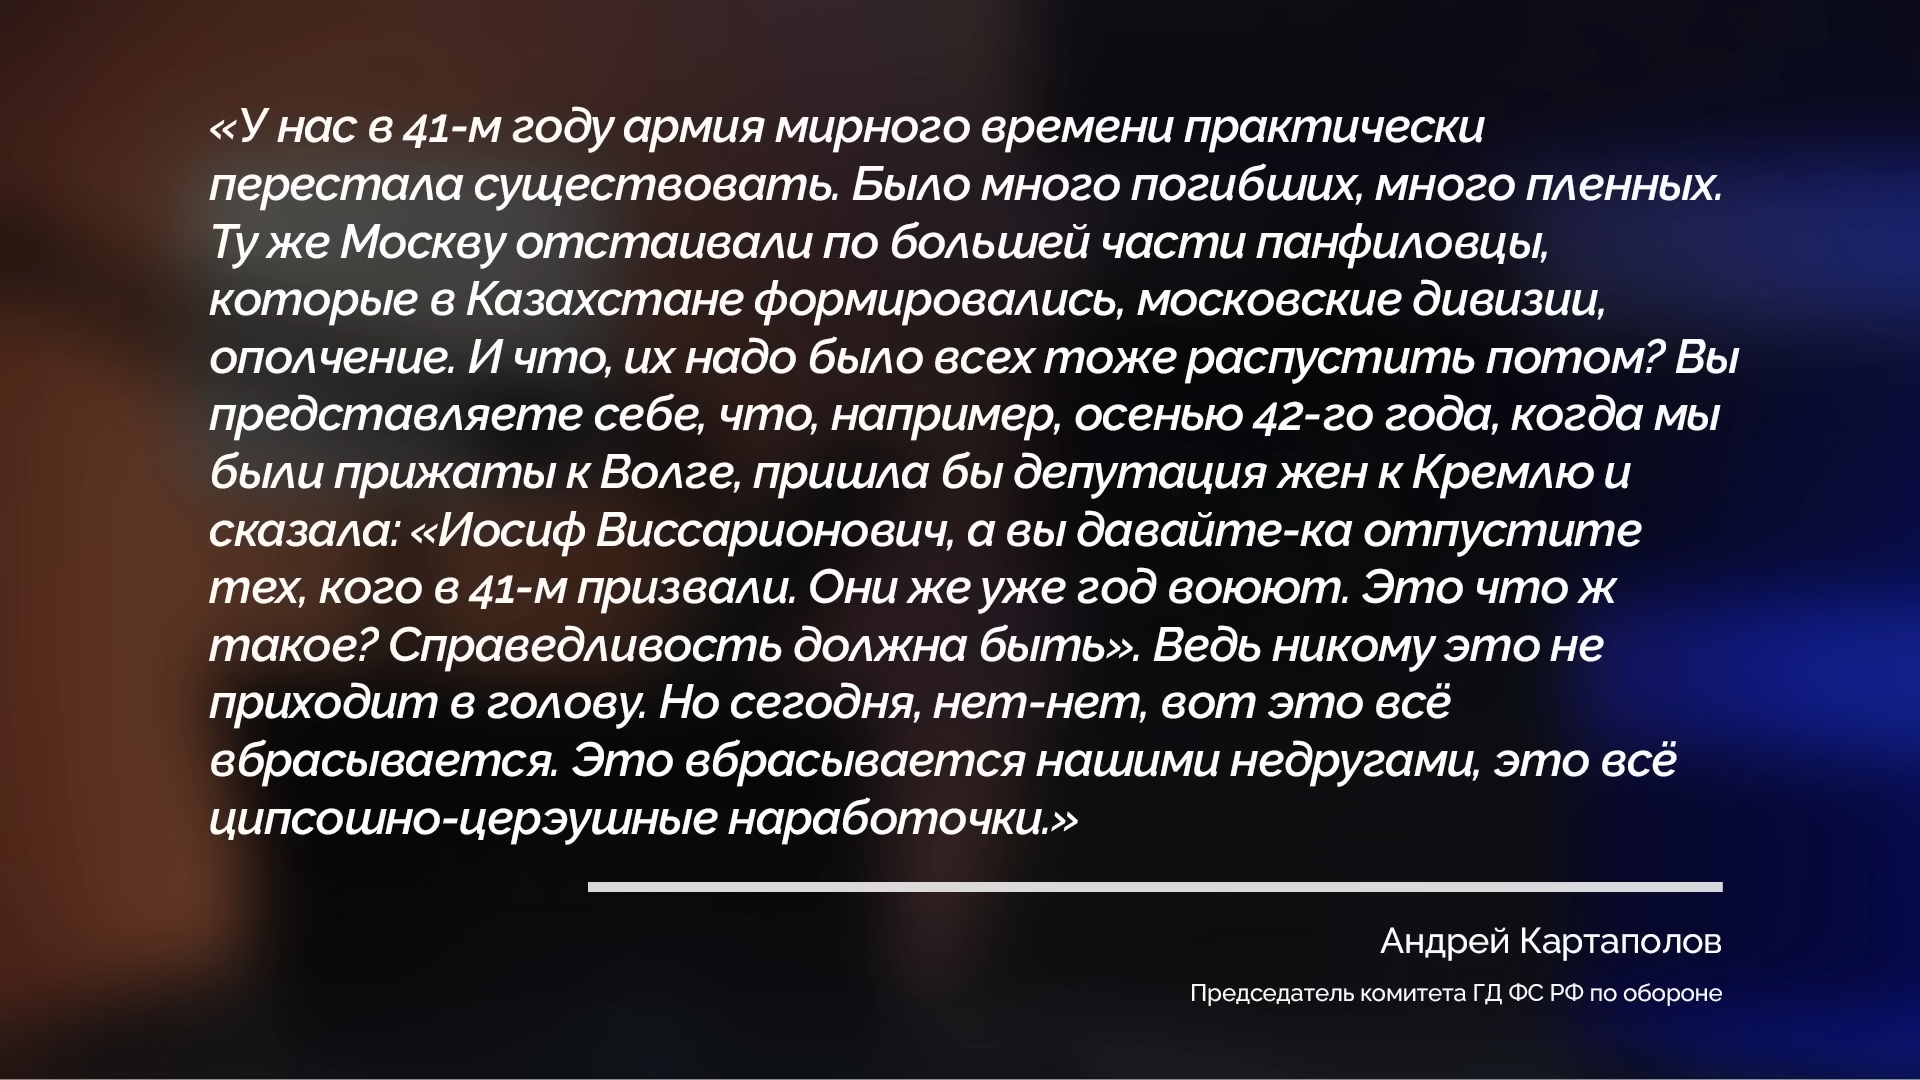 «У нас в 41-м году армия мирного времени практически
перестала существовать. Было много погибших, много пленных.
Ту же Москву отстаивали по большей части панфиловцы,
которые в Казахстане формировались, московские дивизии,
ополчение. И что, их надо было всех тоже распустить потом? Вы
представляете себе, что, например, осенью 42-го года, когда мы
были прижаты к Волге, пришла бы депутация жен к Кремлю и
сказала: «Иосиф Виссарионович, а вы давайте-ка отпустите
тех, кого в 41-м призвали. Они же уже год воюют. Это что ж
такое? Справедливость должна быть». Ведь никому это не
приходит в голову. Но сегодня, нет-нет, вот это всё
вбрасывается. Это вбрасывается нашими недругами, это всё
ципсошно-церэушные наработочки.»
Андрей Картаполов
Председатель комитета ГД ФС РФ по обороне